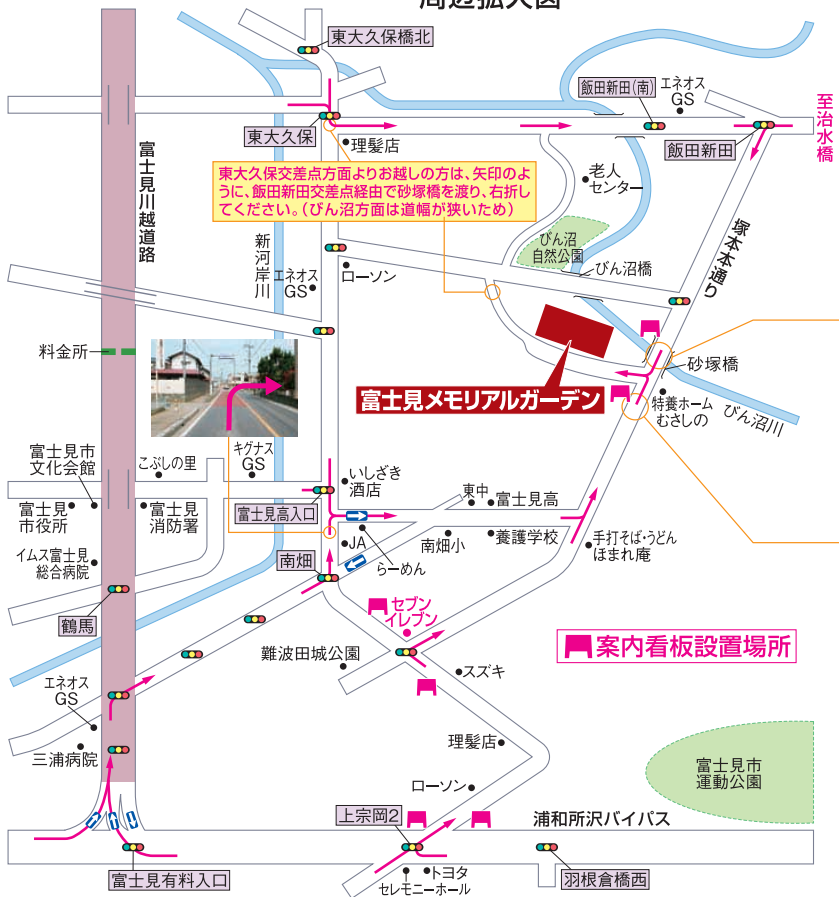 周辺拡大図
東大久保橋北
東大久保
理髪店
飯田新田(南)
エネオス
GS
飯田新田
至治水橋
東大久保交差点方面よりお越しの方は、矢印のよ
うに、飯田新田交差点経由で砂塚橋を渡り、右折し
てください。(びん沼方面は道幅が狭いため)
老人
センター
富士見川越道路
新河岸川
エネオス
GS
ローソン
びん沼
自然公園
びん沼橋
塚本本通り
料金所
砂塚橋
富士見メモリアルガーデン
特養ホーム
むさしの
びん沼川
富士見市
文化会館
こぶしの里
キグナス
GS
いしざき
酒店
富士見
市役所
富士見
消防署
富士見高入口
東中
富士見高
イムス富士見
総合病院
JA
らーめん
南畑小
養護学校
手打そば・うどん
ほまれ庵
南畑
鶴馬
セブン
イレブン
案内看板設置場所
難波田城公園
スズキ
エネオス
GS
三浦病院
理髪店
富士見市
運動公園
ローソン
上宗岡2
浦和所沢バイパス
富士見有料入口
トヨタ
セレモニーホール
羽根倉橋西